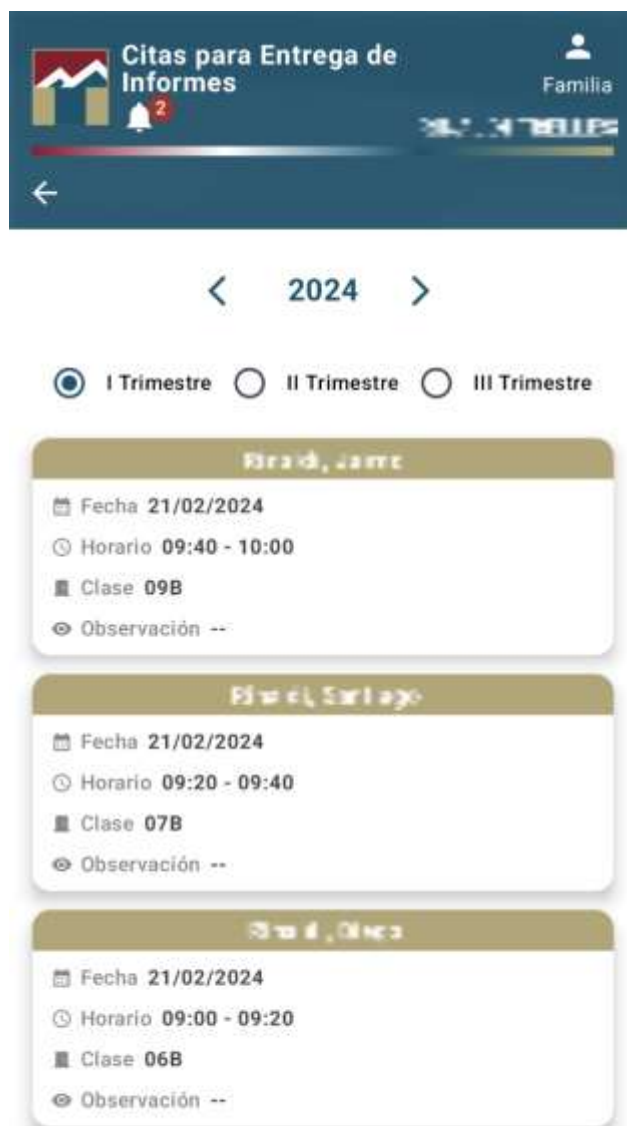 Citas para Entrega de
Informes
2
Familia
2024
I Trimestre II Trimestre III Trimestre
Fecha 21/02/2024
Horario 09:40 - 10:00
Clase 09B
Observación --
Fecha 21/02/2024
Horario 09:20 - 09:40
Clase 07B
Observación --
Fecha 21/02/2024
Horario 09:00 - 09:20
Clase 06B
Observación --